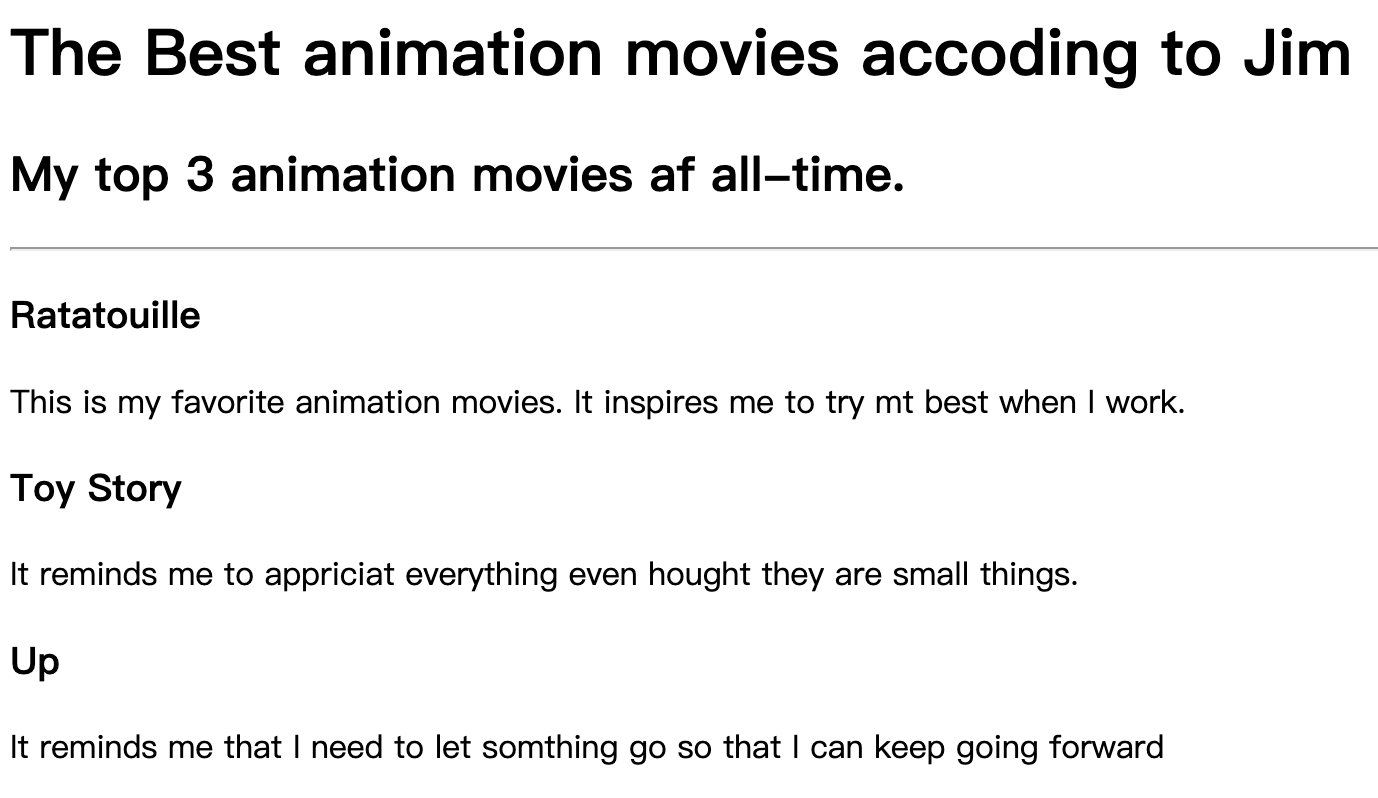 The Best animation movies accoding to Jim
My top 3 animation movies af all-time.
Ratatouille
This is my favorite animation movies. It inspires me to try mt best when I work.
Toy Story
It reminds me to appriciat everything even hought they are small things.
Up
It reminds me that I need to let somthing go so that I can keep going forward